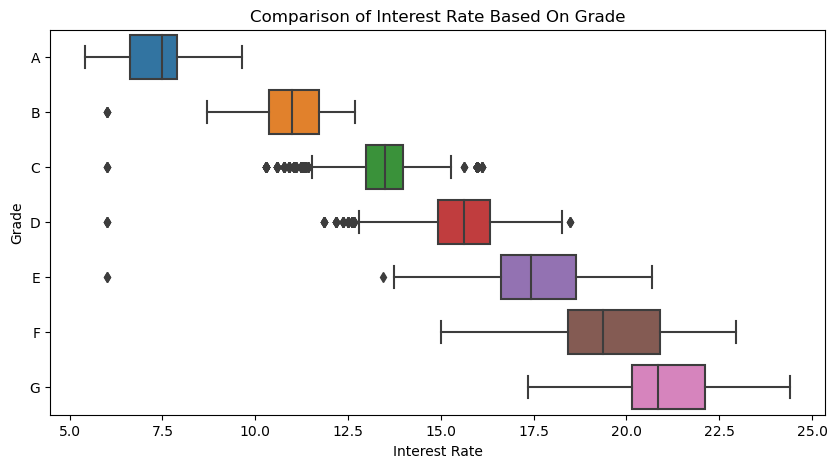 Comparison of Interest Rate Based On Grade
Grade
A
B
C
D
E
F
G
5.0 7.5 10.0 12.5 15.0 17.5 20.0 22.5 25.0
Interest Rate